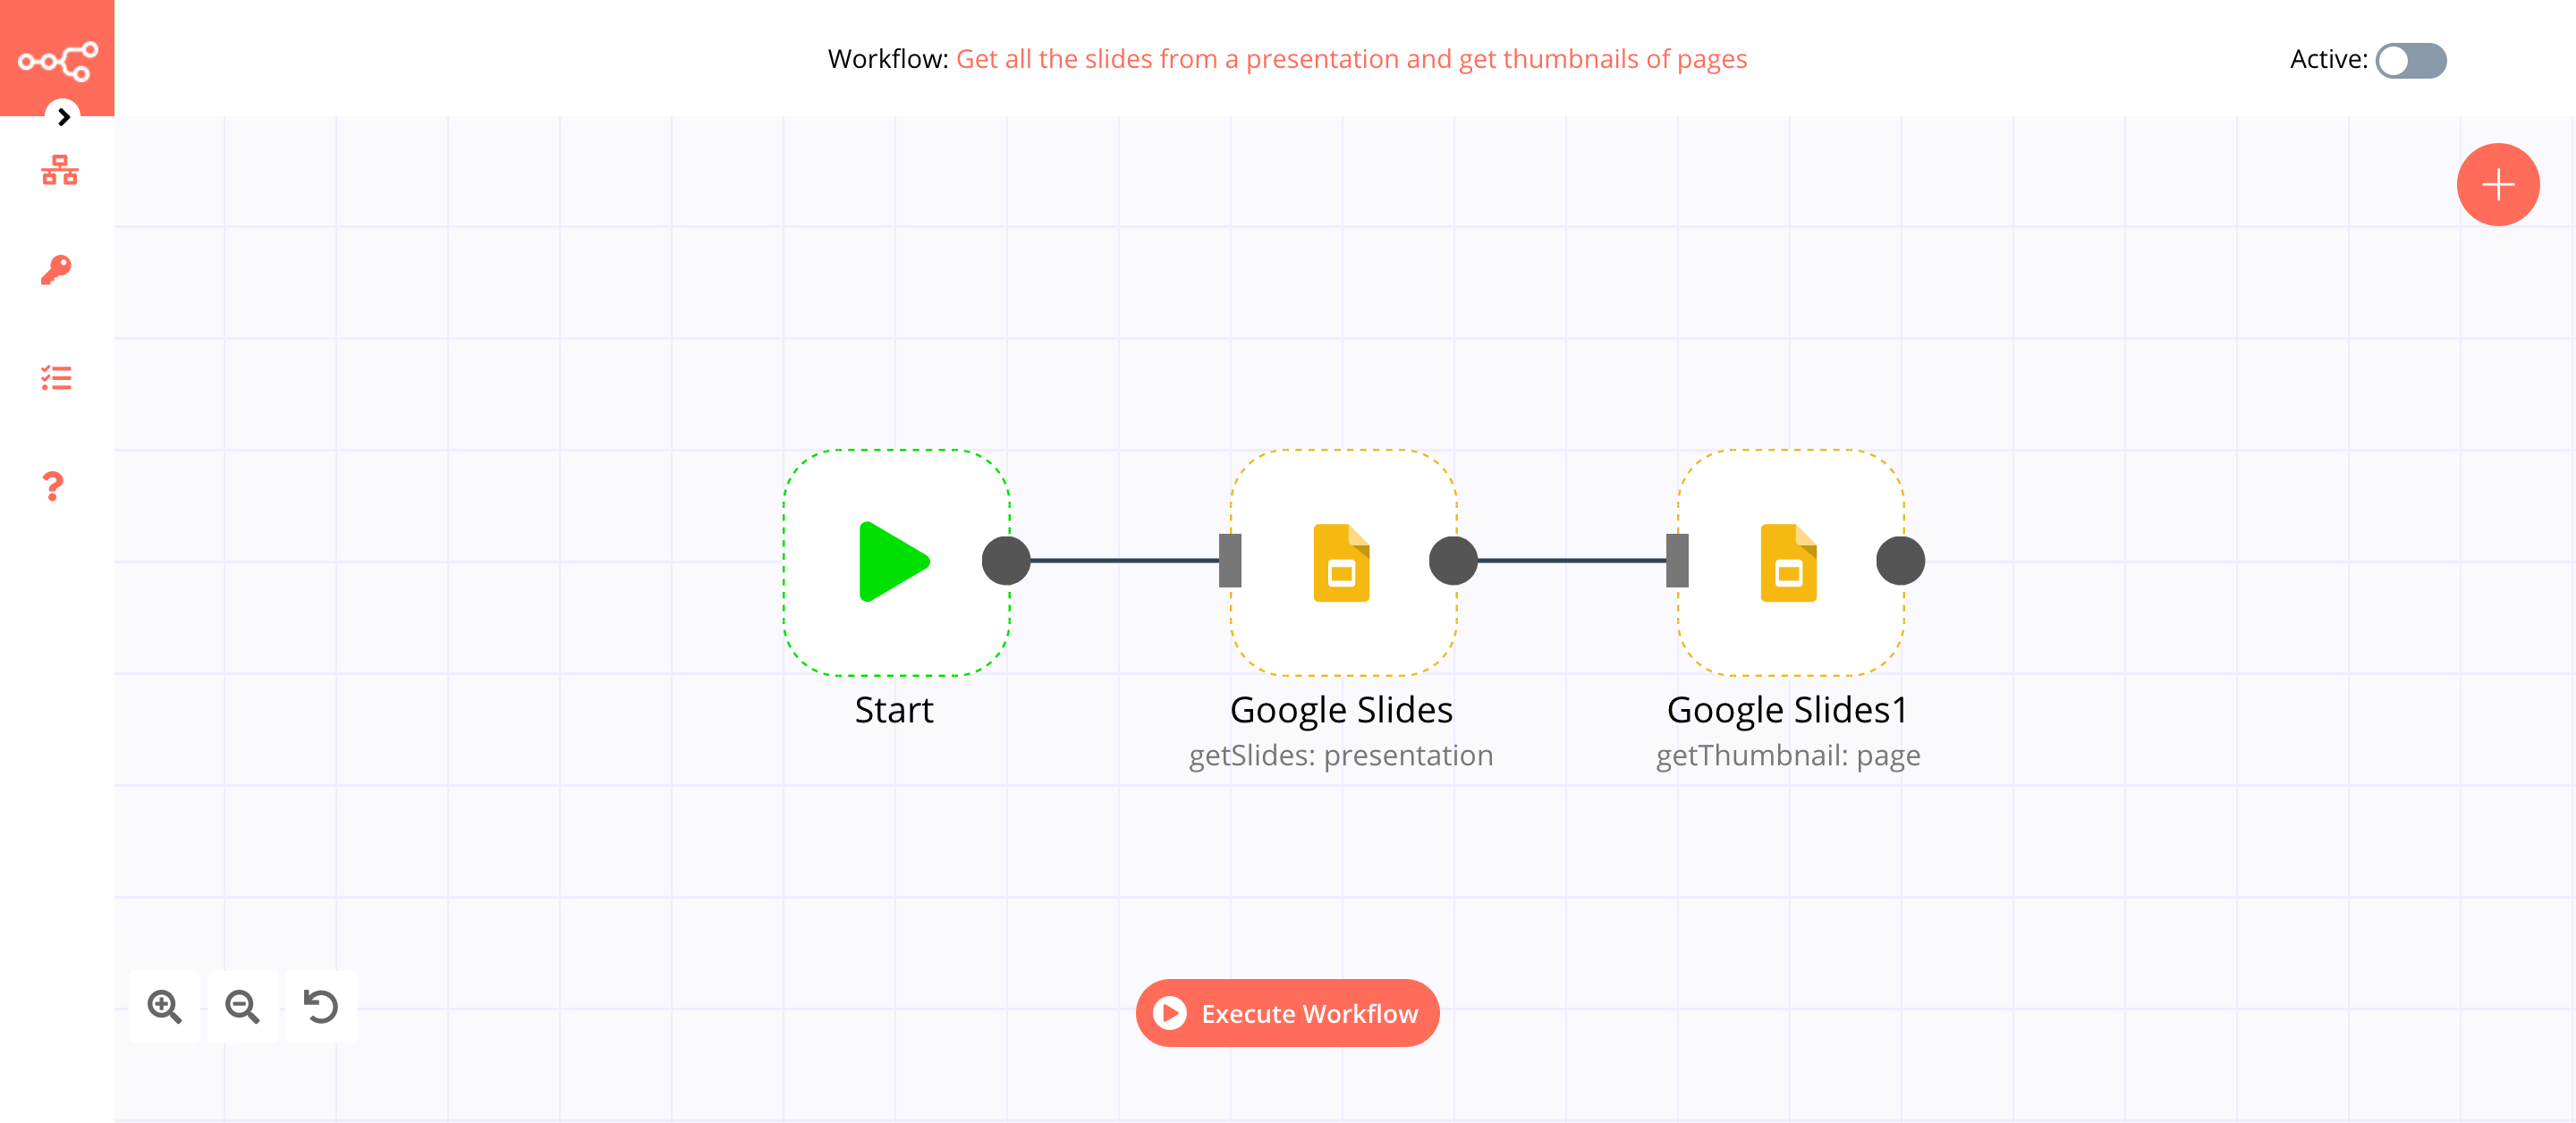 Workflow: Get all the slides from a presentation and get thumbnails of pages
Active:
Start
Google Slides
getSlides: presentation
Google Slides1
getThumbnail: page
Execute Workflow